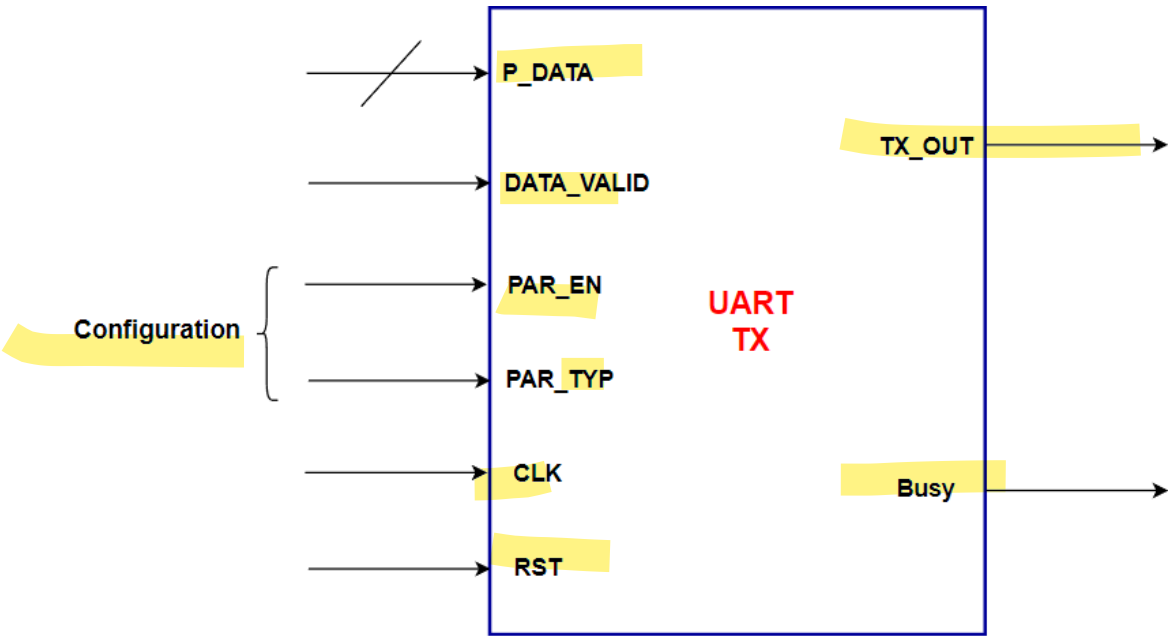 P_DATA
TX_OUT
DATA_VALID
PAR_EN
Configuration
UART
TX
PAR_TYP
CLK
Busy
RST